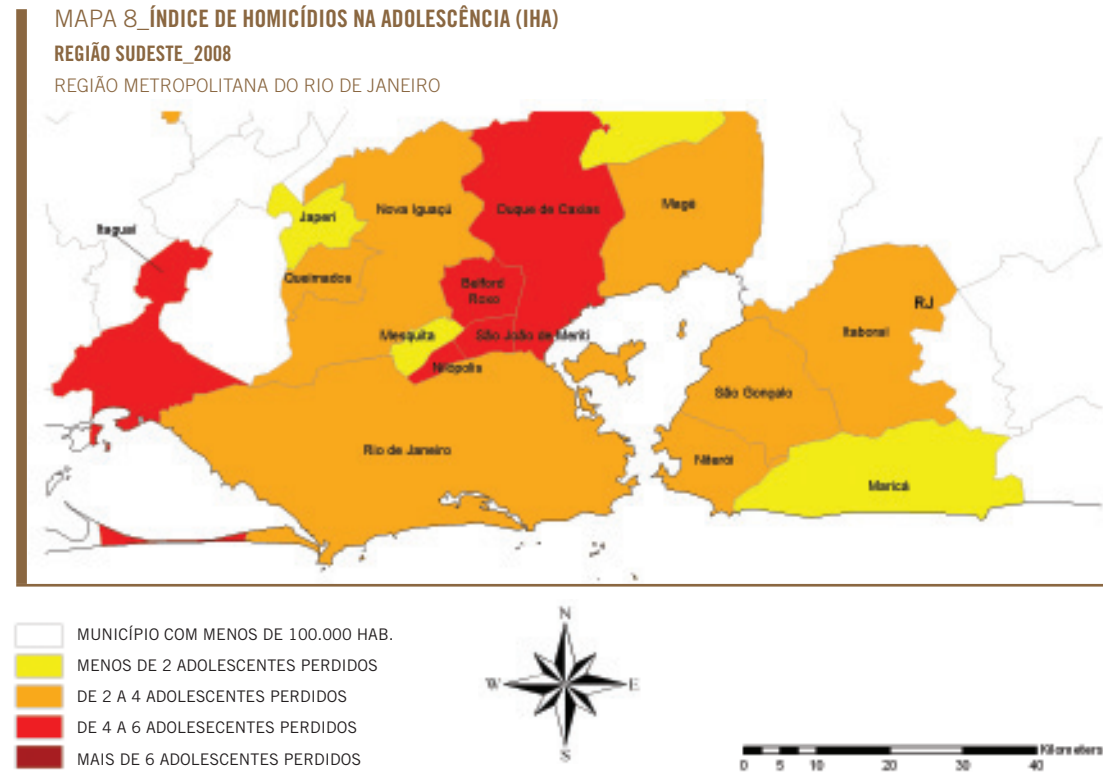 MAPA 8_ÍNDICE DE HOMICÍDIOS NA ADOLESCÊNCIA (IHA)
REGIÃO SUDESTE_2008
REGIÃO METROPOLITANA DO RIO DE JANEIRO
Itaguaí
Japeri
Nova Iguaçú
Duque de Caxias
Magé
Queimados
Belford
Roxo
RJ
Mesquita
São João de Meriti
Itaboraí
Nilópolis
São Gonçalo
Rio de Janeiro
Niterói
Maricá
MUNICÍPIO COM MENOS DE 100.000 HAB.
MENOS DE 2 ADOLESCENTES PERDIDOS
DE 2 A 4 ADOLESCENTES PERDIDOS
DE 4 A 6 ADOLESECENTES PERDIDOS
MAIS DE 6 ADOLESCENTES PERDIDOS
N
W
E
S
Kilometers
0 5 10 20 30 40